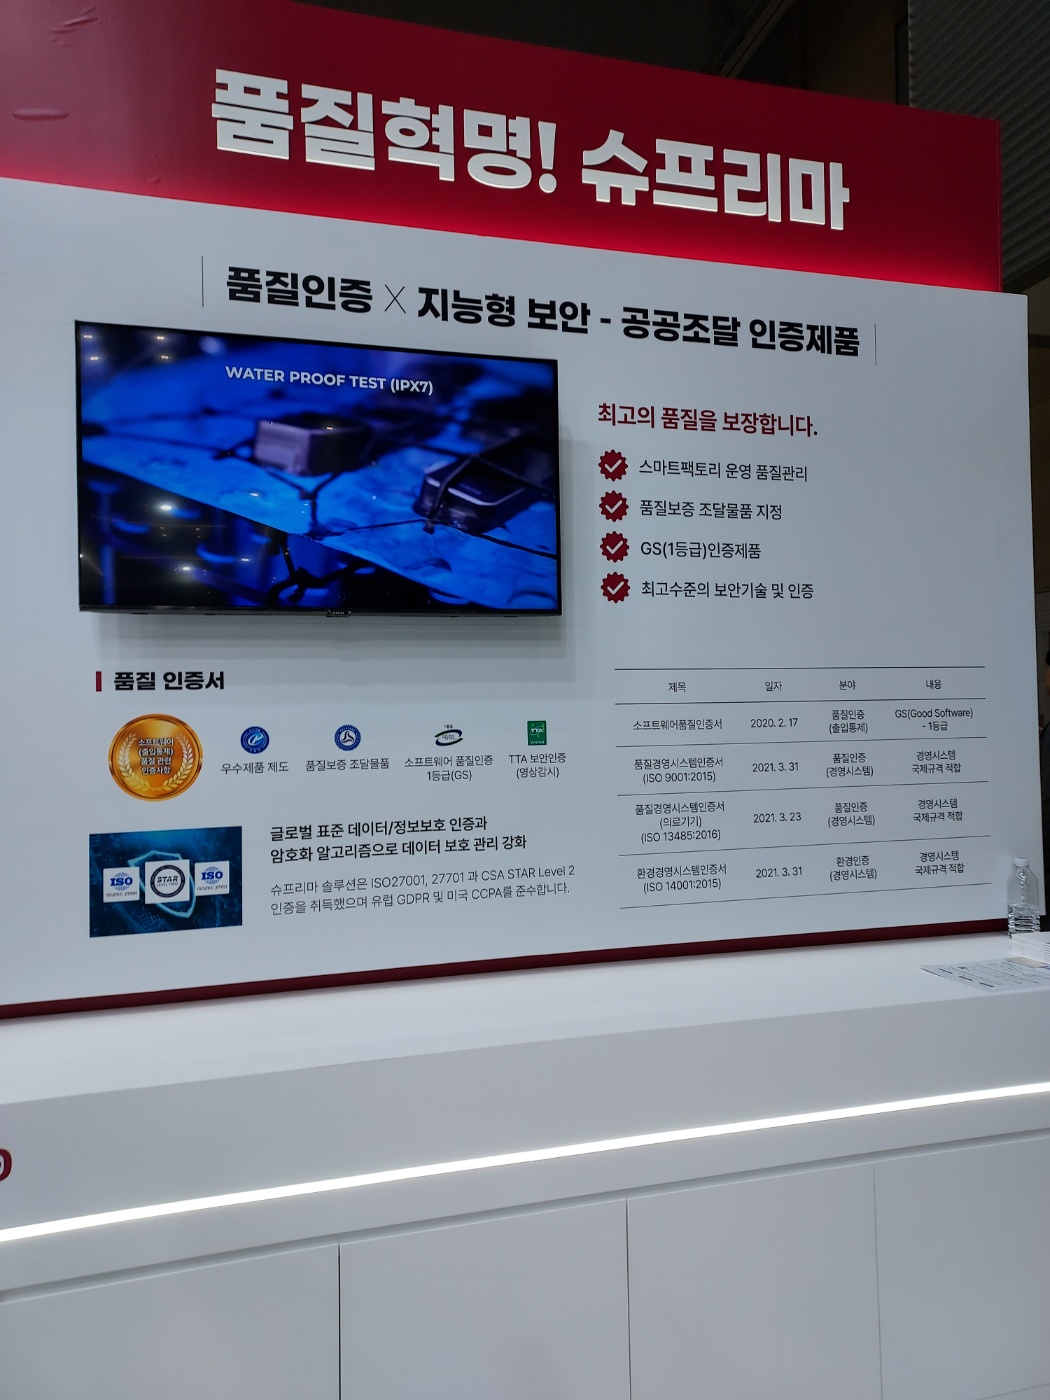 품질혁명! 슈프리마
품질인증 X 지능형 보안 - 공공조달 인증제품
WATER PROOF TEST (IPX7)
최고의 품질을 보장합니다.
스마트팩토리 운영 품질관리
품질보증 조달물품 지정
GS(1등급)인증제품
최고수준의 보안기술 및 인증
품질 인증서
소프트웨어
(출입통제)
품질 관련
인증사항
우수제품 제도
품질보증 조달물품
소프트웨어 품질인증
1등급(GS)
TTA
TTA 보안인증
(영상감시)
ISO
STAR
ISO
글로벌 표준 데이터/정보보호 인증과
암호화 알고리즘으로 데이터 보호 관리 강화
슈프리마 솔루션은 ISO27001, 27701 과 CSA STAR Level 2
인증을 취득했으며 유럽 GDPR 및 미국 CCPA를 준수합니다.
제목 일자 분야 내용
소프트웨어품질인증서 2020. 2. 17 품질인증 (출입통제) GS(Good Software) - 1등급
품질경영시스템인증서 (ISO 9001:2015) 2021. 3. 31 품질인증 (경영시스템) 경영시스템 국제규격 적합
품질경영시스템인증서 (의료기기) (ISO 13485:2016) 2021. 3. 23 품질인증 (경영시스템) 경영시스템 국제규격 적합
환경경영시스템인증서 (ISO 14001:2015) 2021. 3. 31 환경인증 (경영시스템) 경영시스템 국제규격 적합